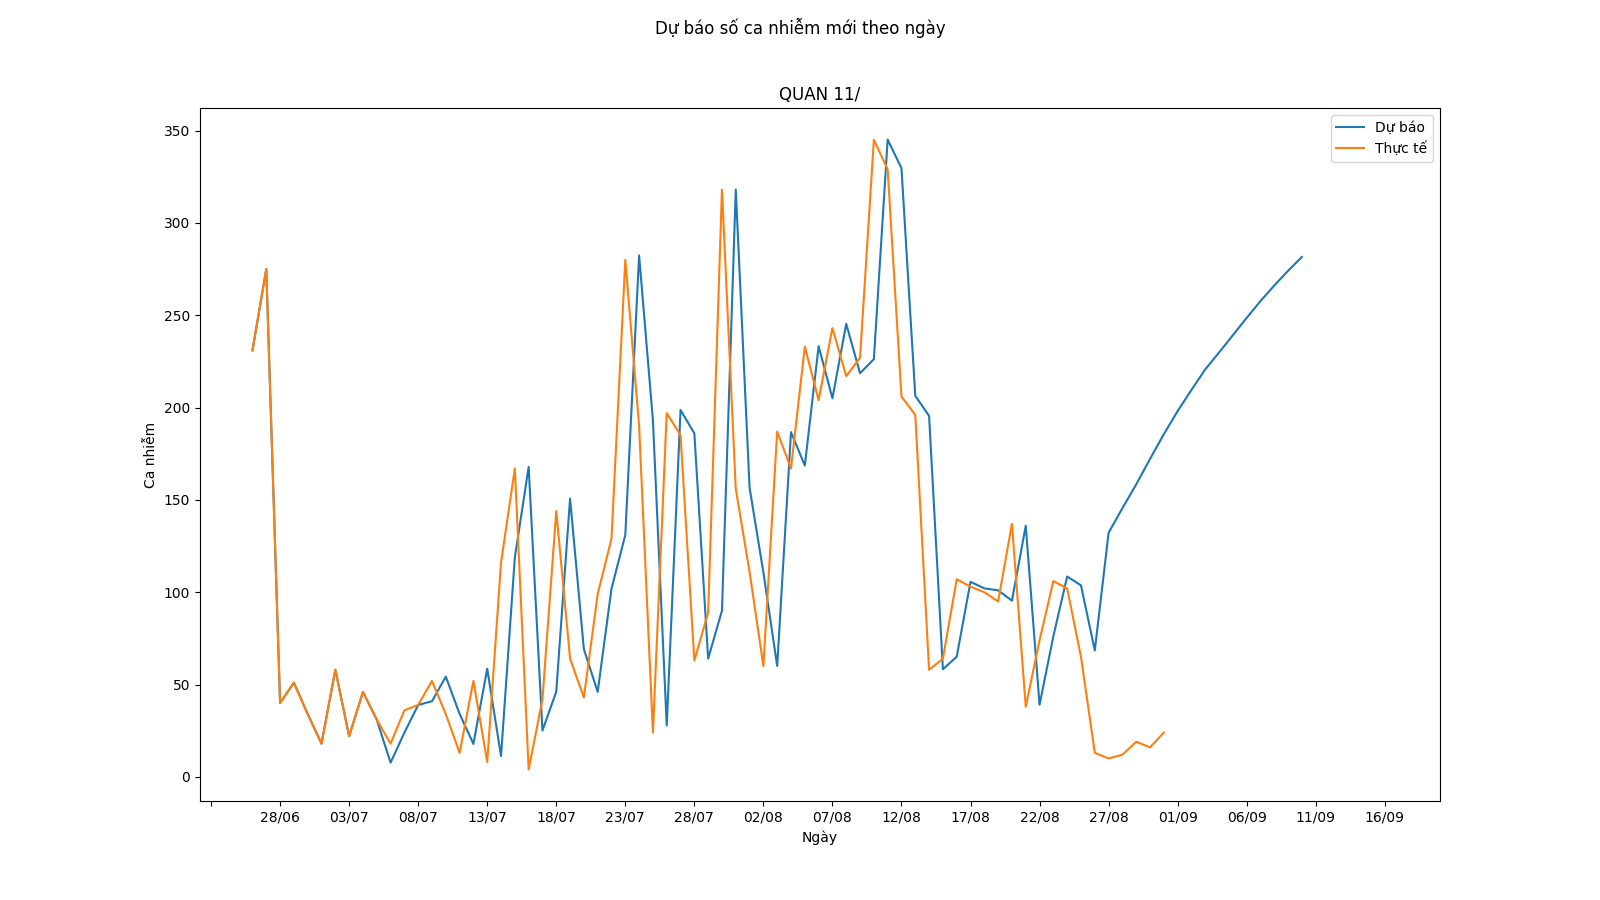 Dự báo số ca nhiễm mới theo ngày
QUAN 11/
Dự báo
Thực tế
350
300
250
200
150
100
50
0
Ca nhiễm
28/06 03/07 08/07 13/07 18/07 23/07 28/07 02/08 07/08 12/08 17/08 22/08 27/08 01/09 06/09 11/09 16/09
Ngày